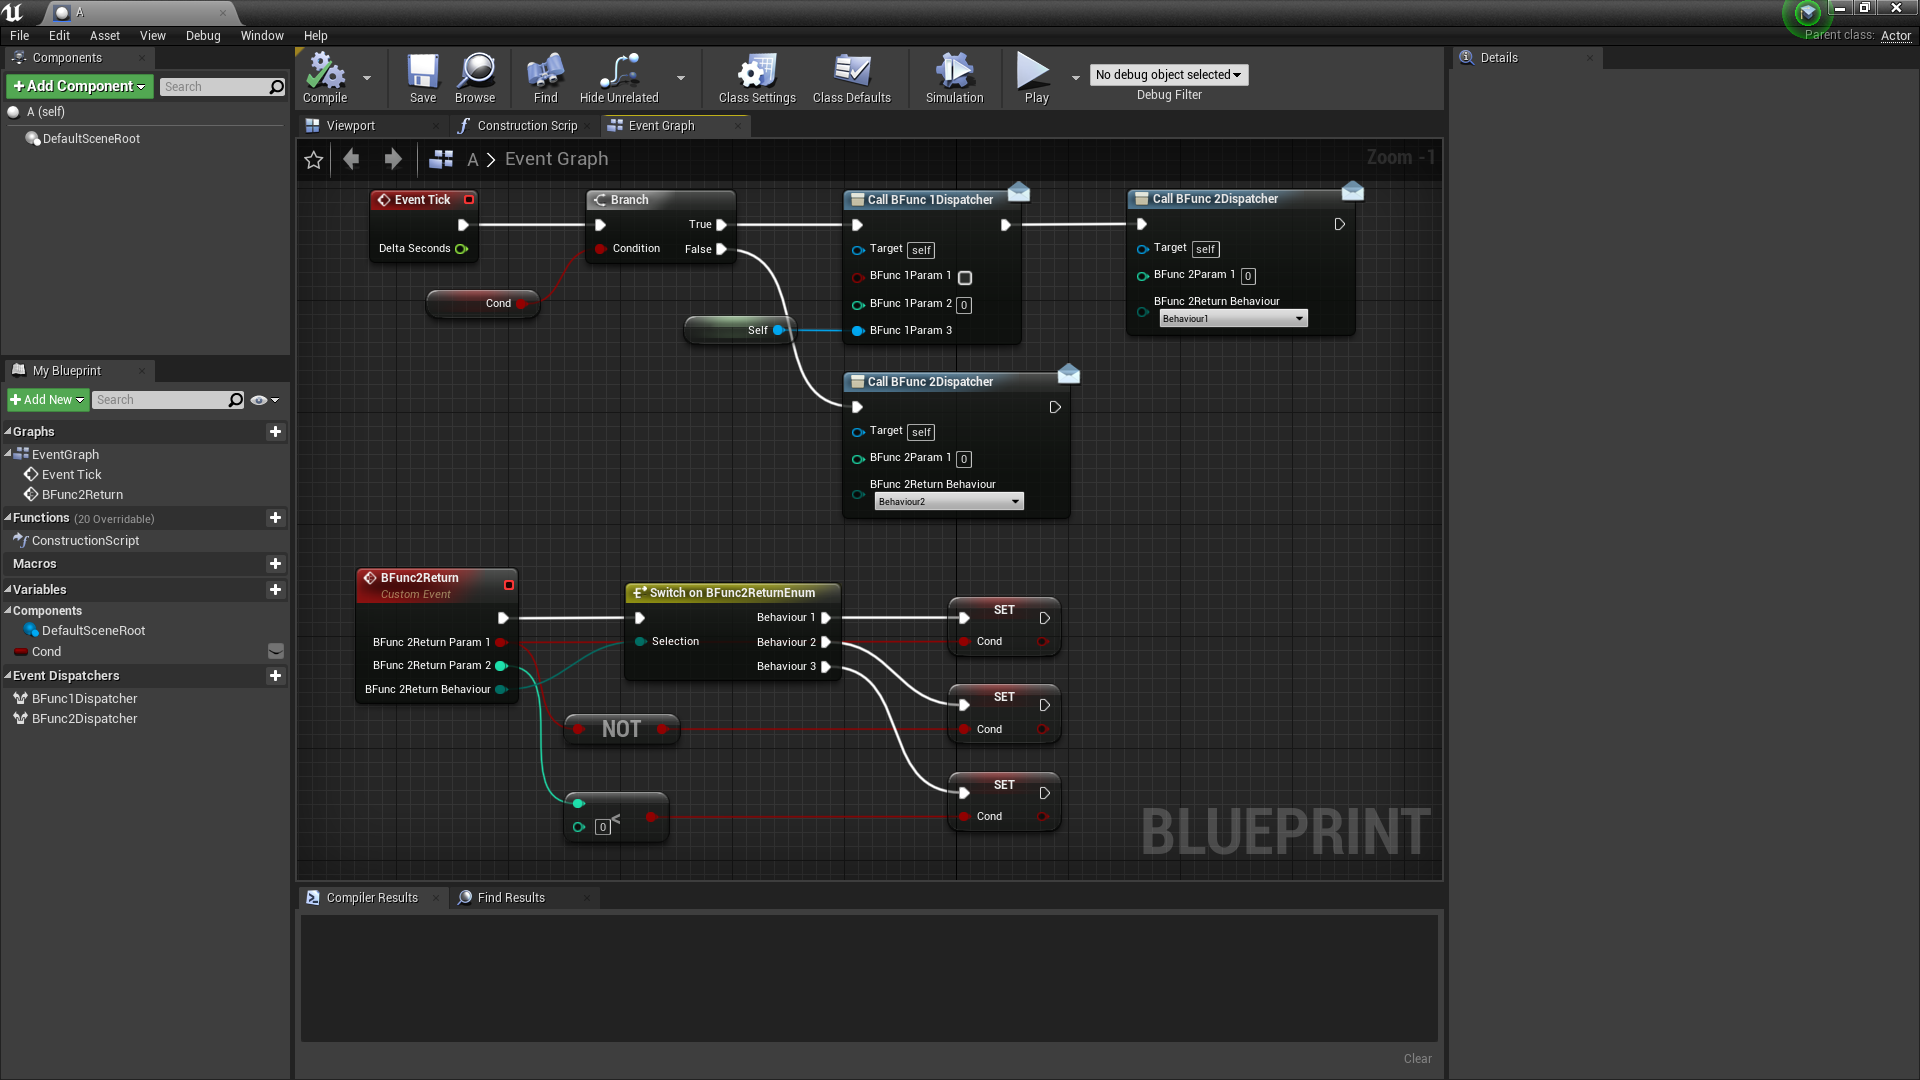 A
File Edit Asset View Debug Window Help
Parent class: Actor
Components
Add Component
Search
A (self)
DefaultSceneRoot
Compile
Save
Browse
Find
Hide Unrelated
Class Settings
Class Defaults
Simulation
Play
No debug object selected
Debug Filter
Details
Viewport
Construction Scrip
Event Graph
A > Event Graph
Zoom -1
My Blueprint
Add New
Search
Graphs
EventGraph
Event Tick
BFunc2Return
Functions (20 Overridable)
ConstructionScript
Macros
Variables
Components
DefaultSceneRoot
Cond
Event Dispatchers
BFunc1Dispatcher
BFunc2Dispatcher
Event Tick
Delta Seconds
Cond
Branch
True
Condition
False
Self
Call BFunc 1Dispatcher
Target self
BFunc 1Param 1
BFunc 1Param 2 0
BFunc 1Param 3
Call BFunc 2Dispatcher
Target self
BFunc 2Param 1 0
BFunc 2Return Behaviour
Behaviour1
Call BFunc 2Dispatcher
Target self
BFunc 2Param 1 0
BFunc 2Return Behaviour
Behaviour2
BFunc2Return
Custom Event
BFunc 2Return Param 1
BFunc 2Return Param 2
BFunc 2Return Behaviour
Switch on BFunc2ReturnEnum
Behaviour 1
Selection
Behaviour 2
Behaviour 3
NOT
0 <
SET
Cond
SET
Cond
SET
Cond
BLUEPRINT
Compiler Results
Find Results
Clear